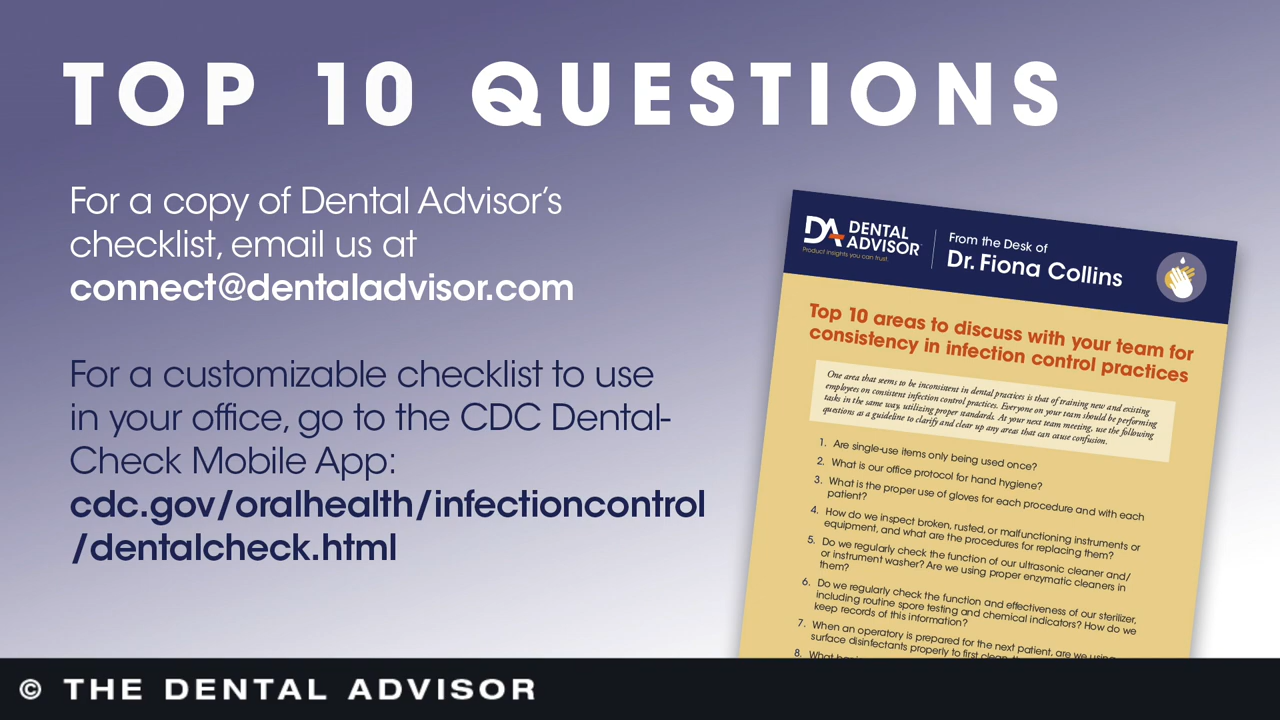 TOP 10 QUESTIONS
For a copy of Dental Advisor's
checklist, email us at
connect@dentaladvisor.com
For a customizable checklist to use
in your office, go to the CDC Dental-
Check Mobile App:
cdc.gov/oralhealth/infectioncontrol
/dentalcheck.html
DA DENTAL
ADVISOR
Product insights you can trust
From the Desk of
Dr. Fiona Collins
Top 10 areas to discuss with your team for
consistency in infection control practices
One area that seems to be inconsistent in dental practices is that of training new and existing
employees on consistent infection control practices. Everyone on your team should be performing
tasks in the same way, utilizing proper standards. At your next team meeting, use the following
questions as a guideline to clarify and clear up any areas that can cause confusion.
1. Are single-use items only being used once?
2. What is our office protocol for hand hygiene?
3. What is the proper use of gloves for each procedure and with each
patient?
4. How do we inspect broken, rusted, or malfunctioning instruments or
equipment, and what are the procedures for replacing them?
5. Do we regularly check the function of our ultrasonic cleaner and/
or instrument washer? Are we using proper enzymatic cleaners in
them?
6. Do we regularly check the function and effectiveness of our sterilizer,
including routine spore testing and chemical indicators? How do we
keep records of this information?
7. When an operatory is prepared for the next patient, are we using
surface disinfectants properly to first clean,
8. What
© THE DENTAL ADVISOR